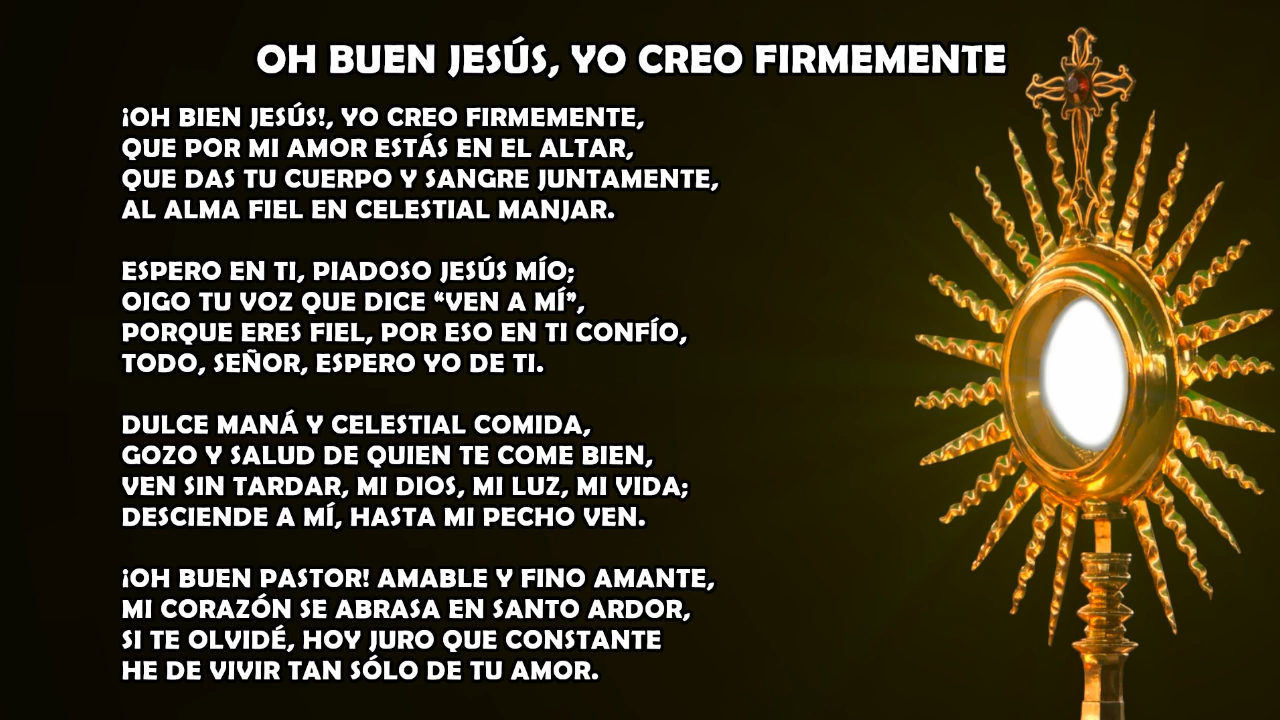 OH BUEN JESÚS, YO CREO FIRMEMENTE
¡OH BIEN JESÚS!, YO CREO FIRMEMENTE,
QUE POR MI AMOR ESTÁS EN EL ALTAR,
QUE DAS TU CUERPO Y SANGRE JUNTAMENTE,
AL ALMA FIEL EN CELESTIAL MANJAR.
ESPERO EN TI, PIADOSO JESÚS MÍO;
OIGO TU VOZ QUE DICE “VEN A MÍ”,
PORQUE ERES FIEL, POR ESO EN TI CONFÍO,
TODO, SEÑOR, ESPERO YO DE TI.
DULCE MANÁ Y CELESTIAL COMIDA,
GOZO Y SALUD DE QUIEN TE COME BIEN,
VEN SIN TARDAR, MI DIOS, MI LUZ, MI VIDA;
DESCIENDE A MÍ, HASTA MI PECHO VEN.
¡OH BUEN PASTOR! AMABLE Y FINO AMANTE,
MI CORAZÓN SE ABRASA EN SANTO ARDOR,
SI TE OLVIDÉ, HOY JURO QUE CONSTANTE
HE DE VIVIR TAN SÓLO DE TU AMOR.